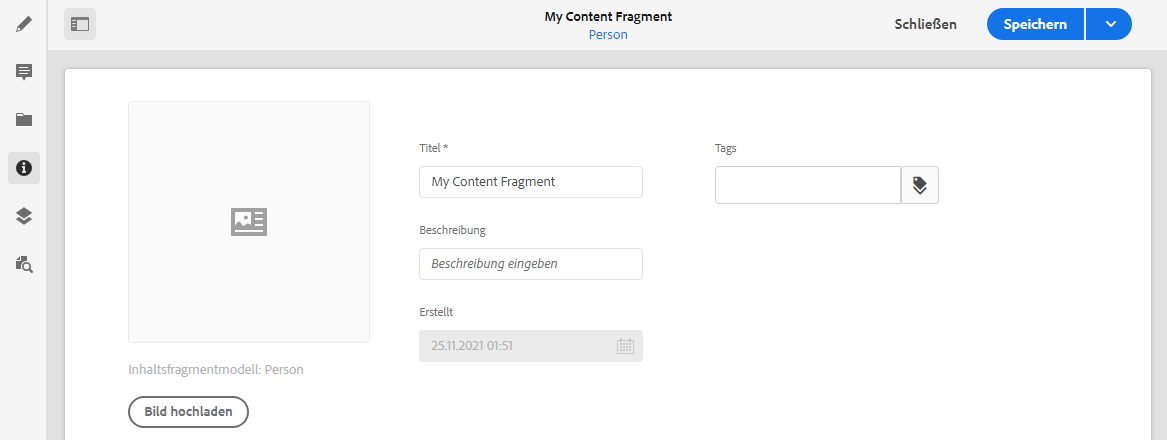 My Content Fragment
Person
Schließen
Speichern
Titel *
My Content Fragment
Tags
Beschreibung
Beschreibung eingeben
Erstellt
25.11.2021 01:51
Inhaltsfragmentmodell: Person
Bild hochladen